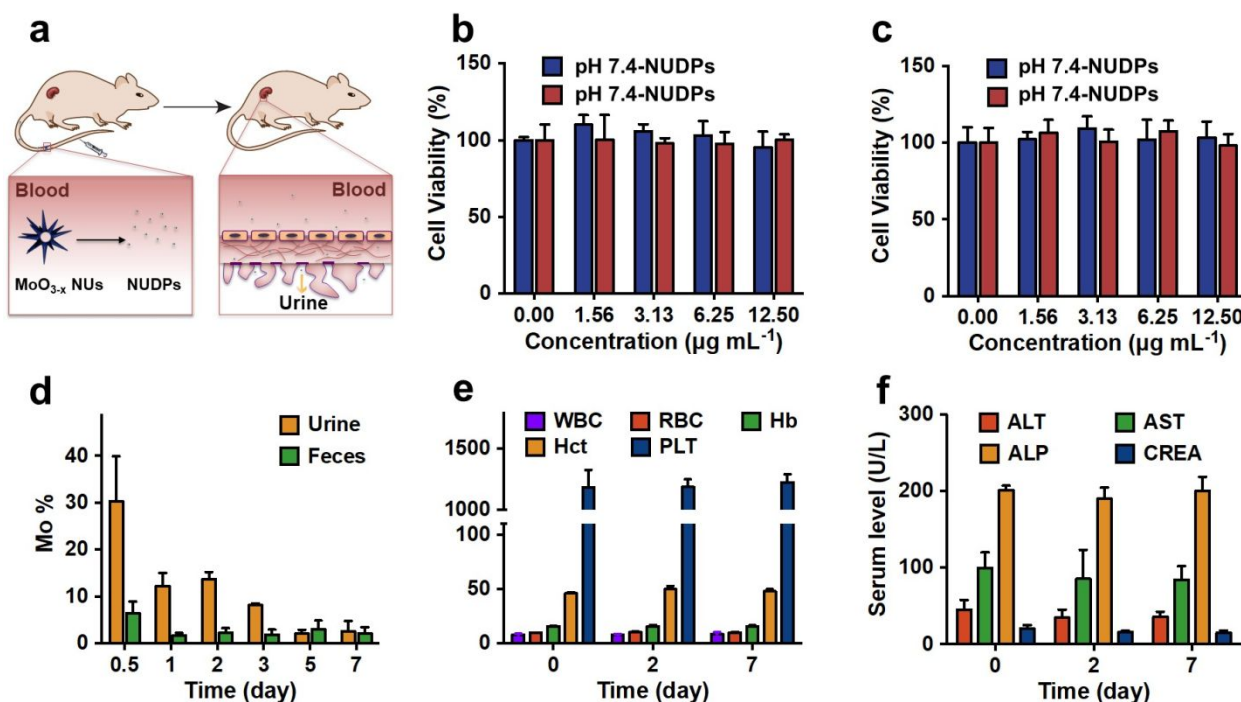 a
Blood
MoO3-x NUs
NUDPs
Blood
Urine
b
pH 7.4-NUDPs
pH 7.4-NUDPs
Cell Viability (%)
150
100
50
0
0.00 1.56 3.13 6.25 12.50
Concentration (µg mL-1)
c
pH 7.4-NUDPs
pH 7.4-NUDPs
Cell Viability (%)
150
100
50
0
0.00 1.56 3.13 6.25 12.50
Concentration (µg mL-1)
d
Urine
Feces
Mo %
40
30
20
10
0
0.5 1 2 3 5 7
Time (day)
e
WBC RBC Hb
Hct PLT
1500
1000
100
50
0
0 2 7
Time (day)
f
ALT AST
ALP CREA
Serum level (U/L)
300
200
100
0
0 2 7
Time (day)